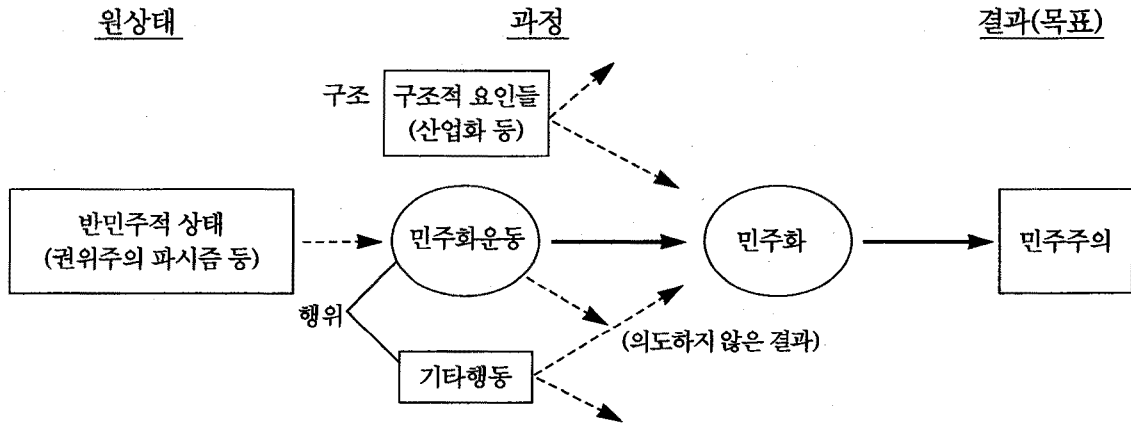 원상태
과정
결과(목표)
구조
구조적 요인들
(산업화 등)
반민주적 상태
(권위주의 파시즘 등)
민주화운동
민주화
민주주의
행위
(의도하지 않은 결과)
기타행동